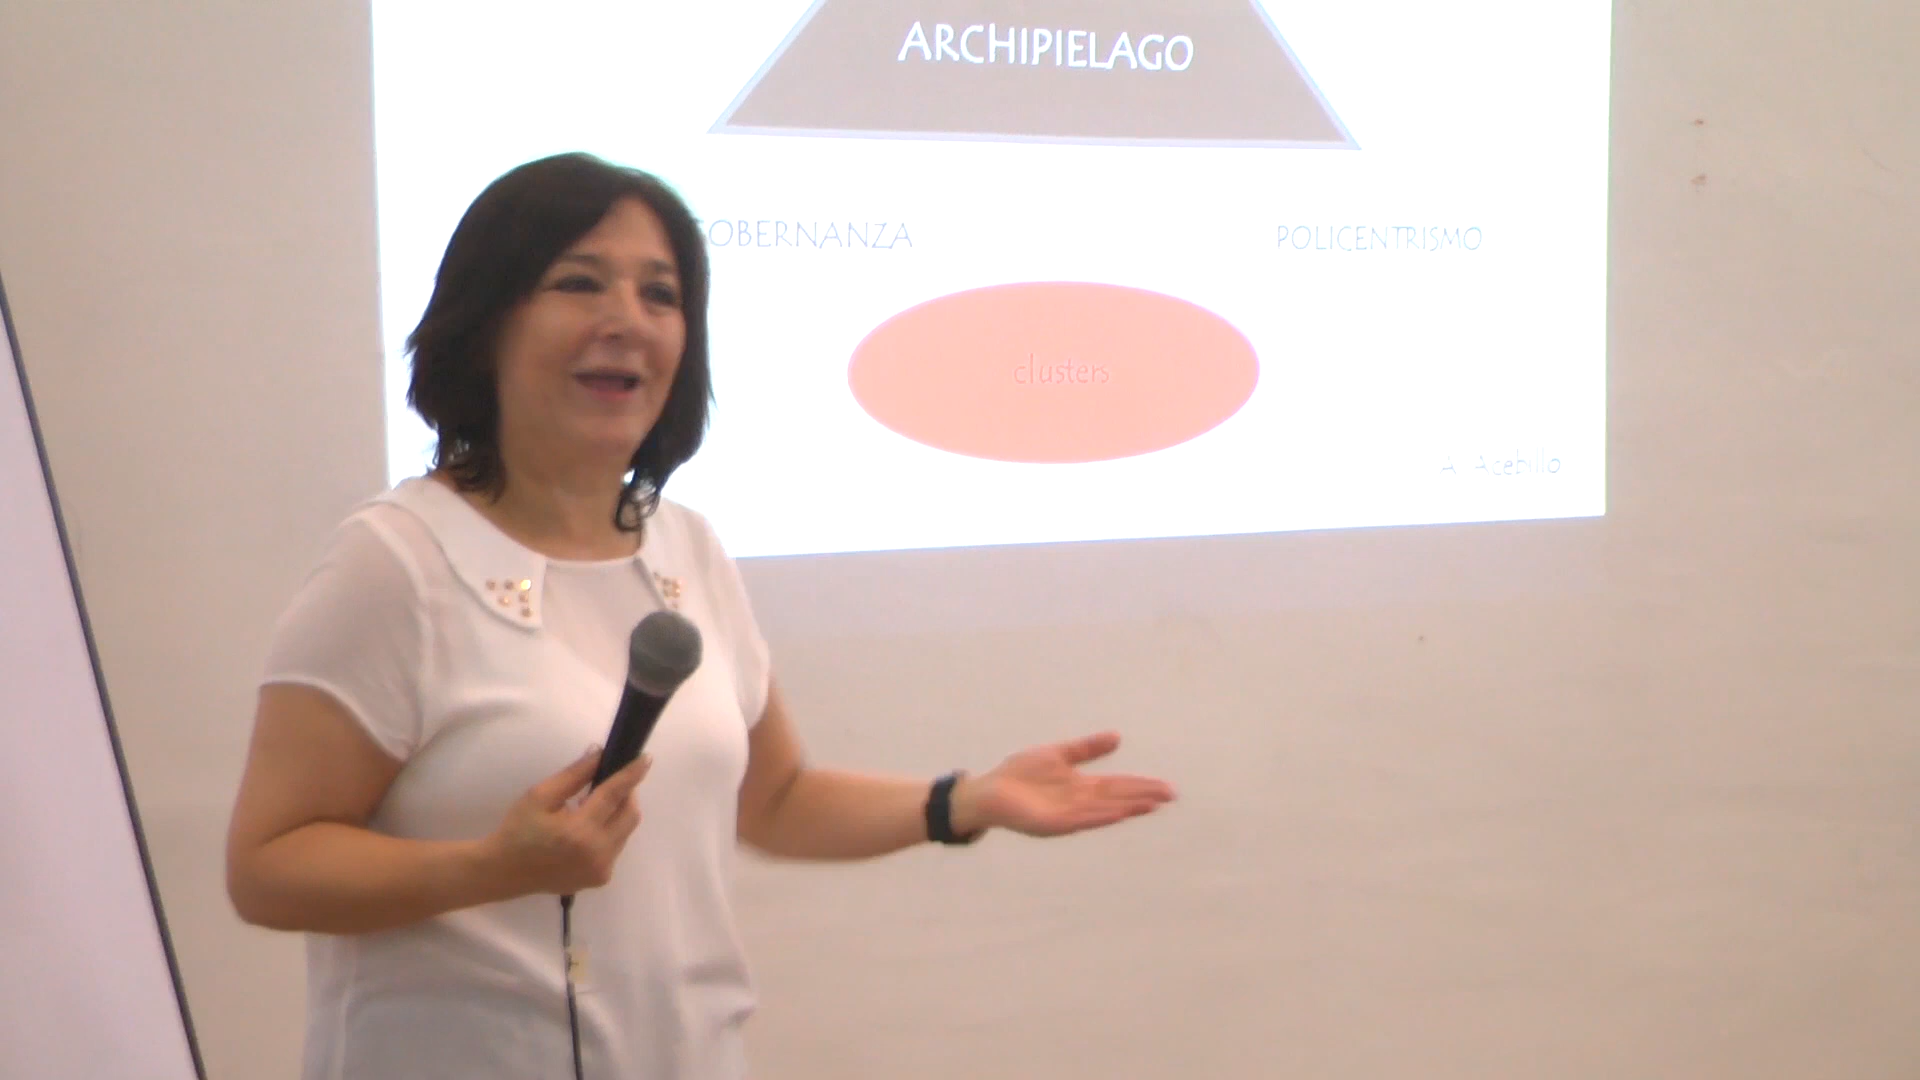 ARCHIPIELAGO
OBERNANZA
POLICENTRISMO
clusters
A. Acebillo